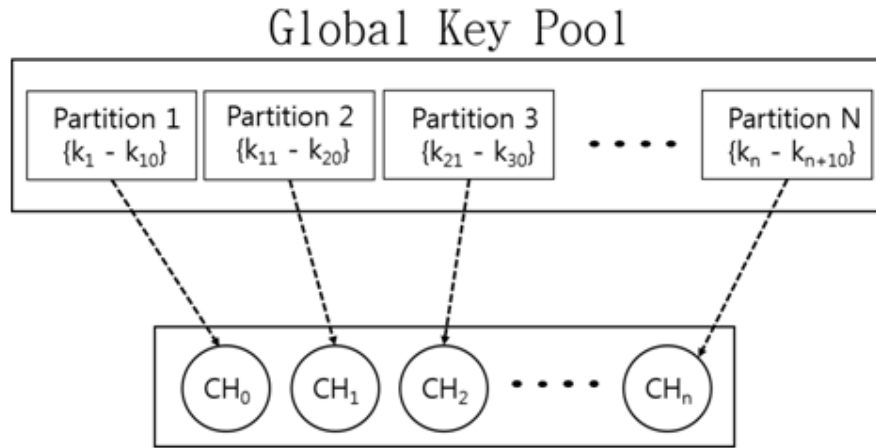 Global Key Pool
Partition 1
{k₁ - k₁₀}
Partition 2
{k₁₁ - k₂₀}
Partition 3
{k₂₁ - k₃₀}
Partition N
{kₙ - kₙ₊₁₀}
CH₀
CH₁
CH₂
CHₙ